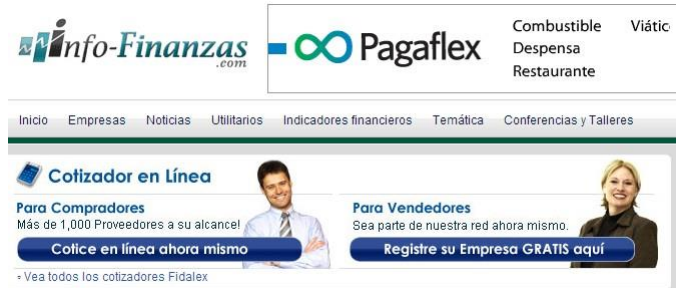 Info-Finanzas
.com
Pagaflex
Combustible
Despensa
Restaurante
Inicio Empresas Noticias Utilitarios Indicadores financieros Temática Conferencias y Talleres
Cotizador en Línea
Para Compradores
Más de 1,000 Proveedores a su alcance!
Cotice en línea ahora mismo
Para Vendedores
Sea parte de nuestra red ahora mismo.
Registre su Empresa GRATIS aquí
Vea todos los cotizadores Fidalex